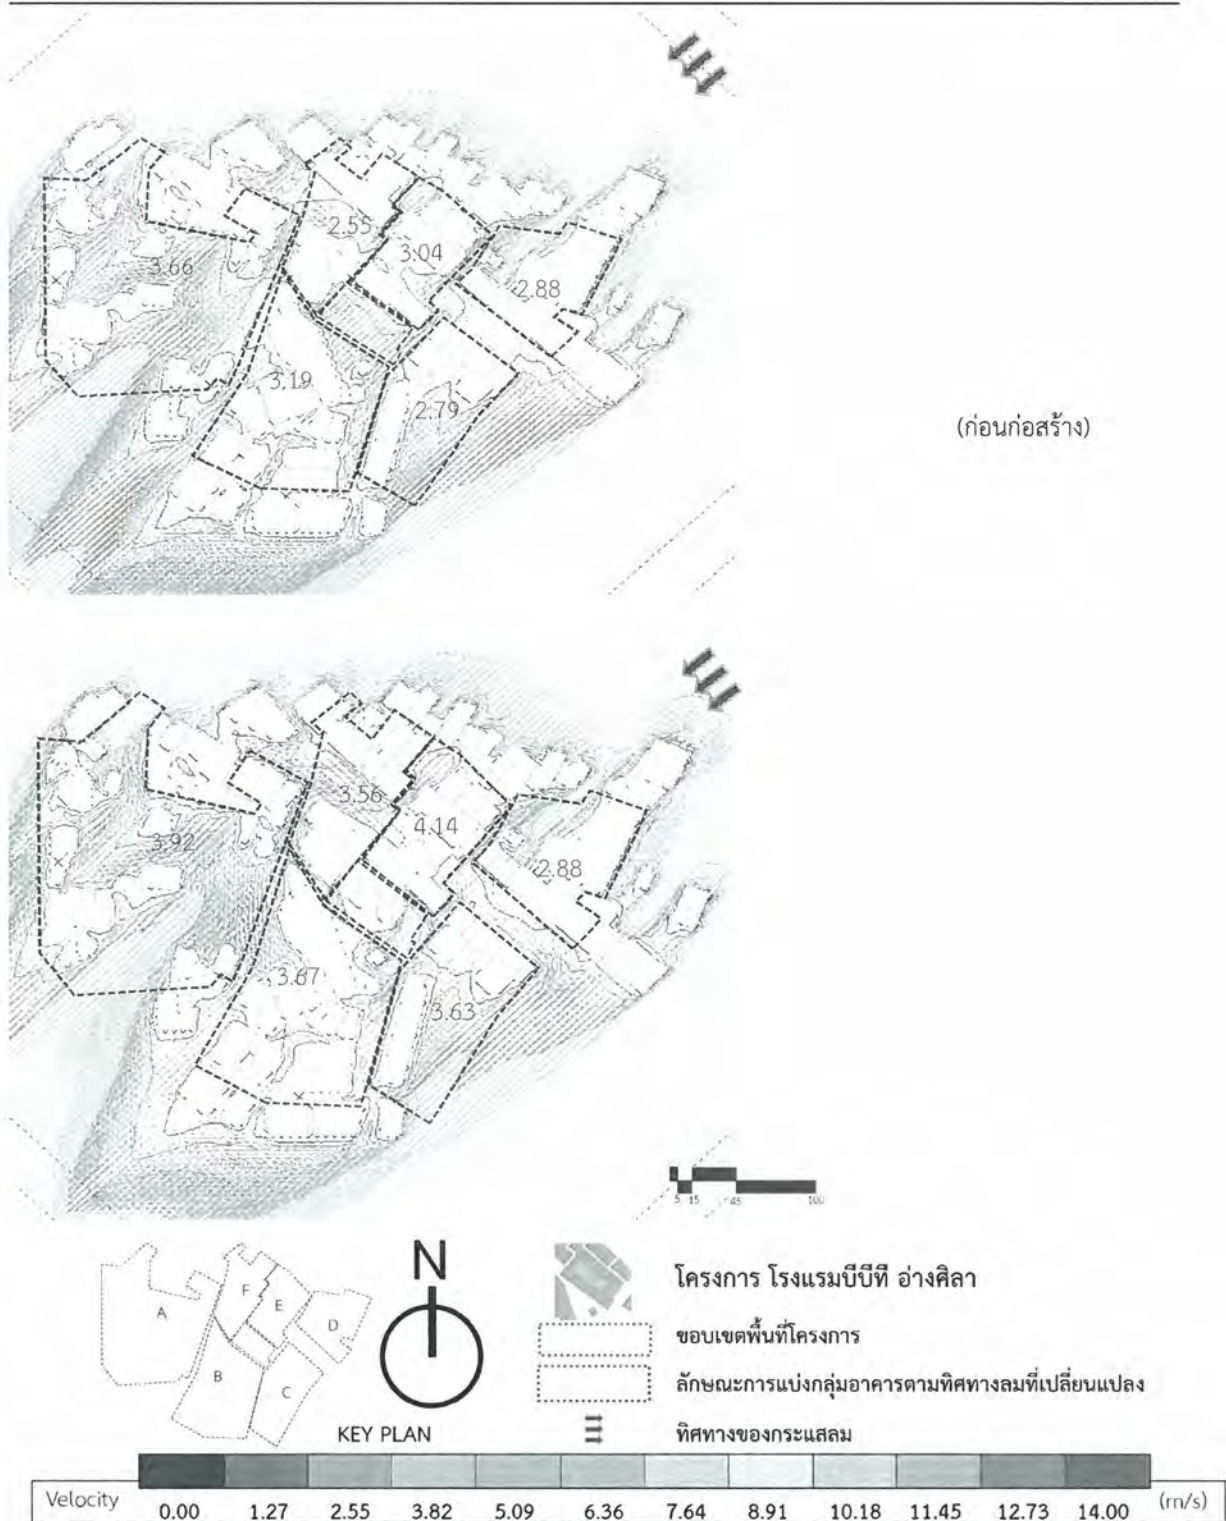 2.55
3.04
3.66
2.88
3.19
2.79
(ก่อนก่อสร้าง)
3.56
4.14
3.92
2.88
3.87
3.63
5 15 45 100
N
A F E D B C
KEY PLAN
โครงการ โรงแรมบีบีที อ่างศิลา
ขอบเขตพื้นที่โครงการ
ลักษณะการแบ่งกลุ่มอาคารตามทิศทางลมที่เปลี่ยนแปลง
ทิศทางของกระแสลม
Velocity 0.00 1.27 2.55 3.82 5.09 6.36 7.64 8.91 10.18 11.45 12.73 14.00 (m/s)